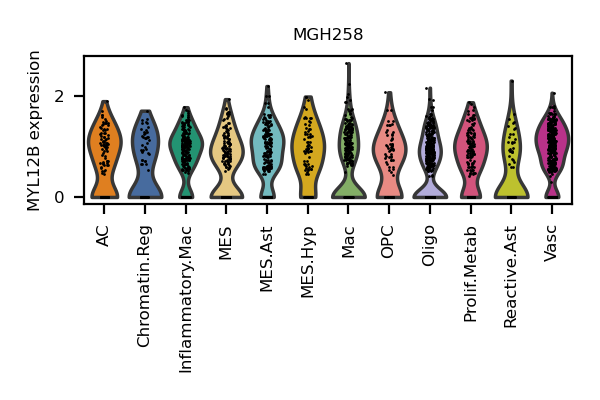 MGH258
MYL12B expression
2
0
AC
Chromatin.Reg
Inflammatory.Mac
MES
MES.Ast
MES.Hyp
Mac
OPC
Oligo
Prolif.Metab
Reactive.Ast
Vasc